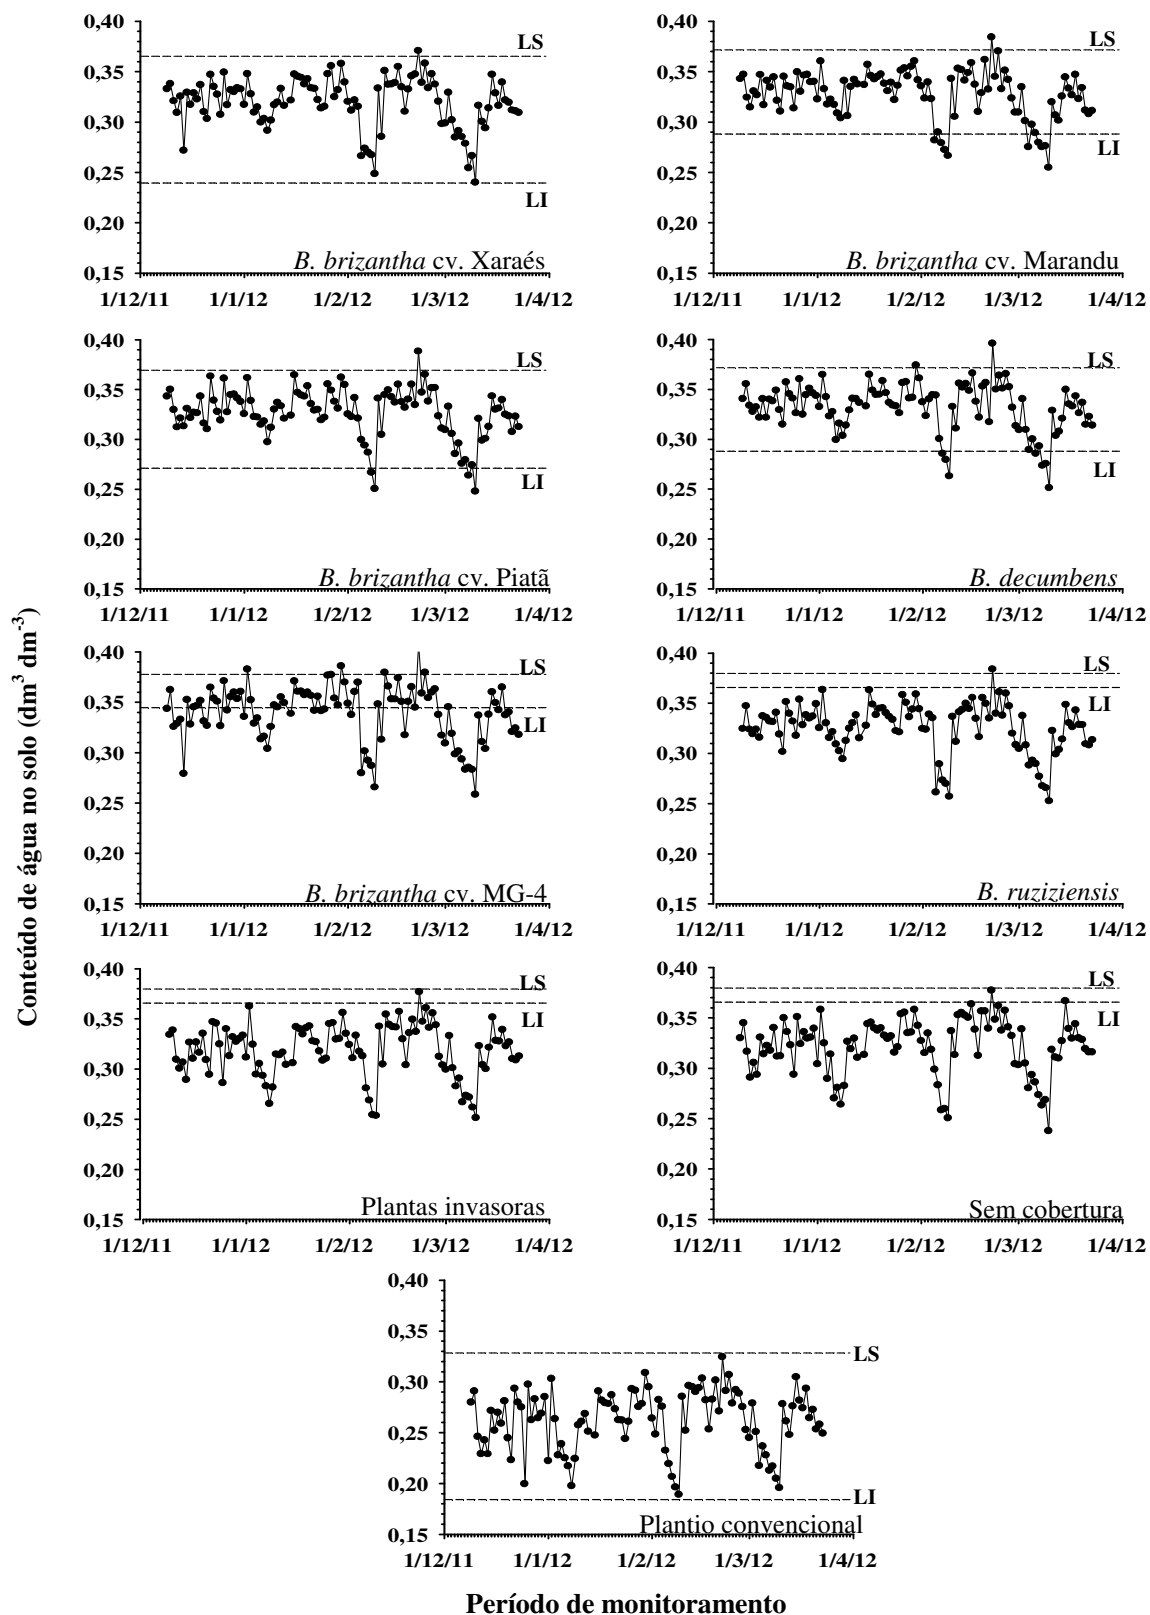 Conteúdo de água no solo (dm³ dm⁻³)
0,40
0,35
0,30
0,25
0,20
0,15
LS
LI
B. brizantha cv. Xaraés
1/12/11 1/1/12 1/2/12 1/3/12 1/4/12
0,40
0,35
0,30
0,25
0,20
0,15
LS
LI
B. brizantha cv. Marandu
1/12/11 1/1/12 1/2/12 1/3/12 1/4/12
0,40
0,35
0,30
0,25
0,20
0,15
LS
LI
B. brizantha cv. Piatã
1/12/11 1/1/12 1/2/12 1/3/12 1/4/12
0,40
0,35
0,30
0,25
0,20
0,15
LS
LI
B. decumbens
1/12/11 1/1/12 1/2/12 1/3/12 1/4/12
0,40
0,35
0,30
0,25
0,20
0,15
LS
LI
B. brizantha cv. MG-4
1/12/11 1/1/12 1/2/12 1/3/12 1/4/12
0,40
0,35
0,30
0,25
0,20
0,15
LS
LI
B. ruziziensis
1/12/11 1/1/12 1/2/12 1/3/12 1/4/12
0,40
0,35
0,30
0,25
0,20
0,15
LS
LI
Plantas invasoras
1/12/11 1/1/12 1/2/12 1/3/12 1/4/12
0,40
0,35
0,30
0,25
0,20
0,15
LS
LI
Sem cobertura
1/12/11 1/1/12 1/2/12 1/3/12 1/4/12
0,40
0,35
0,30
0,25
0,20
0,15
LS
LI
Plantio convencional
1/12/11 1/1/12 1/2/12 1/3/12 1/4/12
Período de monitoramento